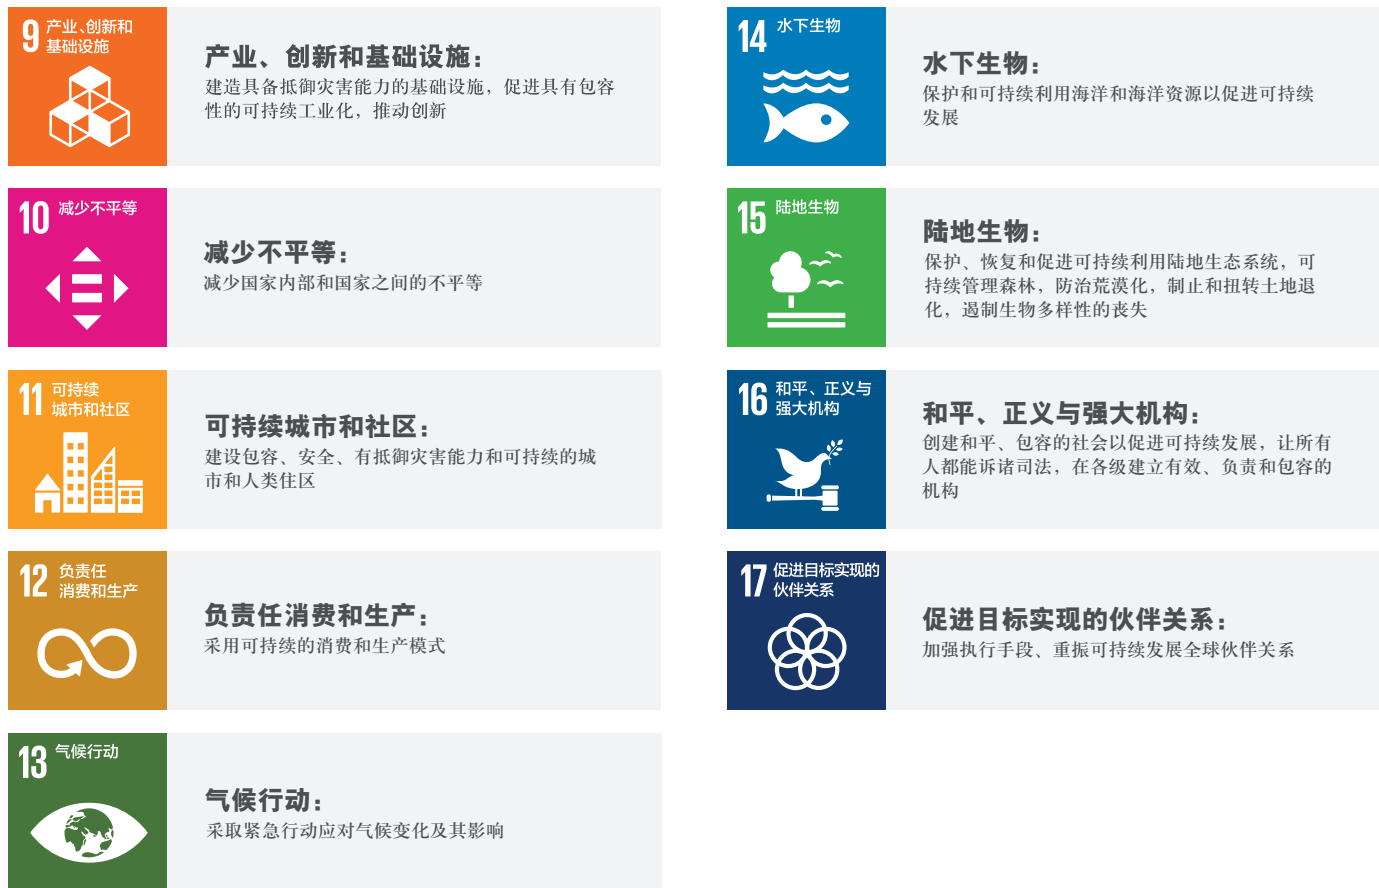 9
产业、创新和
基础设施
产业、创新和基础设施：
建造具备抵御灾害能力的基础设施，促进具有包容
性的可持续工业化，推动创新
10
减少不平等
减少不平等：
减少国家内部和国家之间的不平等
11
可持续
城市和社区
可持续城市和社区：
建设包容、安全、有抵御灾害能力和可持续的城
市和人类住区
12
负责任
消费和生产
负责任消费和生产：
采用可持续的消费和生产模式
13
气候行动
气候行动：
采取紧急行动应对气候变化及其影响
14
水下生物
水下生物：
保护和可持续利用海洋和海洋资源以促进可持续
发展
15
陆地生物
陆地生物：
保护、恢复和促进可持续利用陆地生态系统，可
持续管理森林，防治荒漠化，制止和扭转土地退
化，遏制生物多样性的丧失
16
和平、正义与
强大机构
和平、正义与强大机构：
创建和平、包容的社会以促进可持续发展，让所有
人都能诉诸司法，在各级建立有效、负责和包容的
机构
17
促进目标实现的
伙伴关系
促进目标实现的伙伴关系：
加强执行手段、重振可持续发展全球伙伴关系